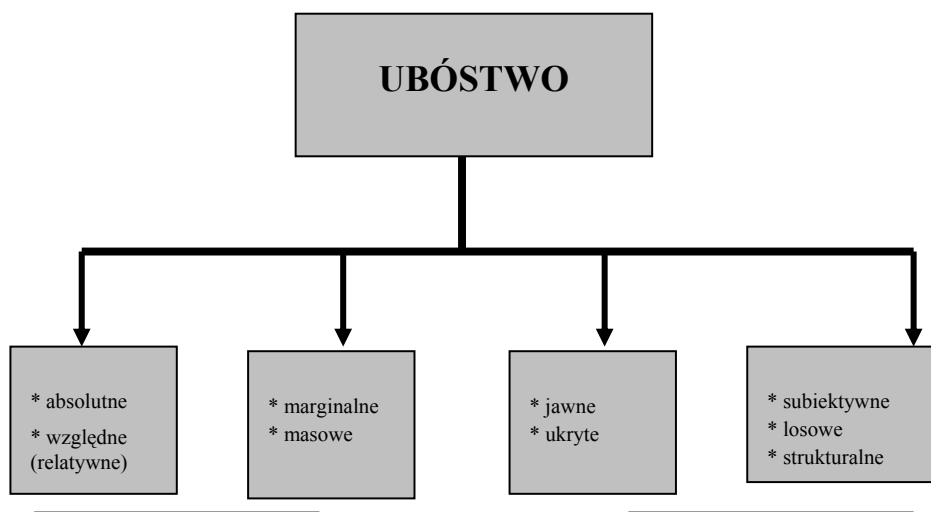 UBÓSTWO
* absolutne
* względne
(relatywne)
* marginalne
* masowe
* jawne
* ukryte
* subiektywne
* losowe
* strukturalne